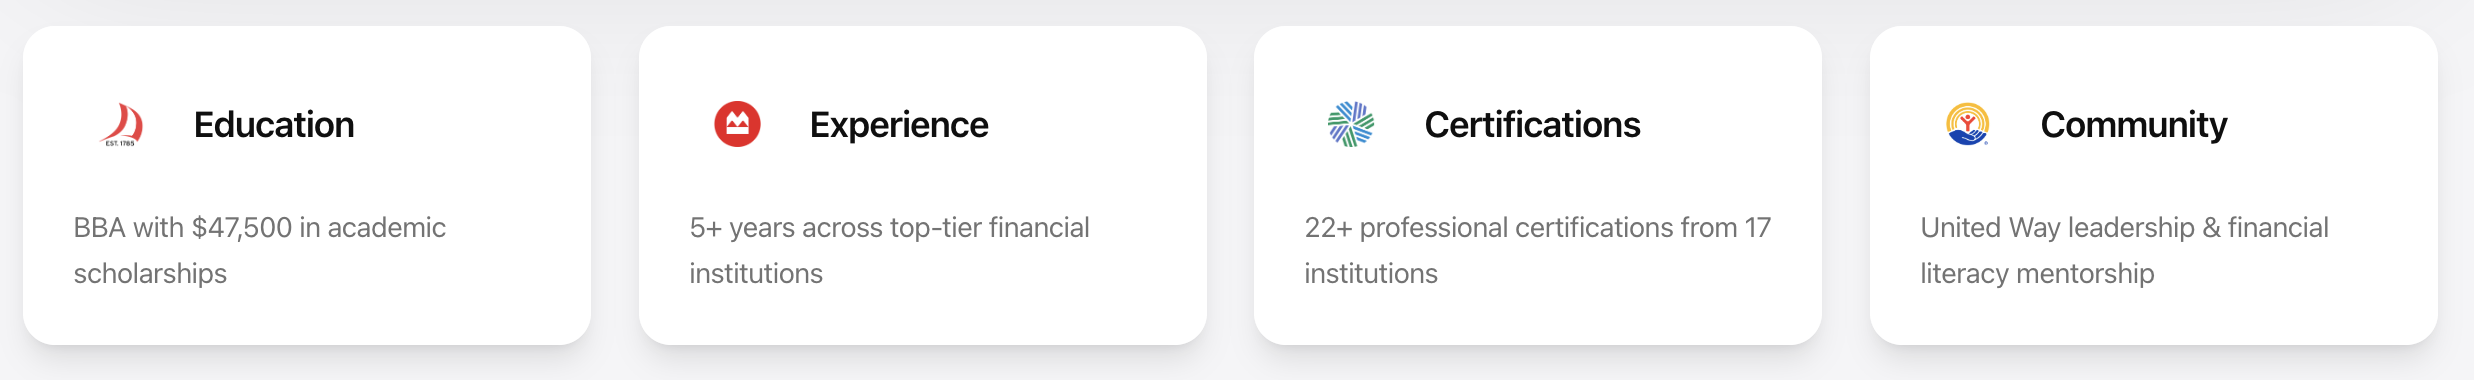 EST. 1785
Education
BBA with $47,500 in academic
scholarships
Experience
5+ years across top-tier financial
institutions
Certifications
22+ professional certifications from 17
institutions
Community
United Way leadership & financial
literacy mentorship